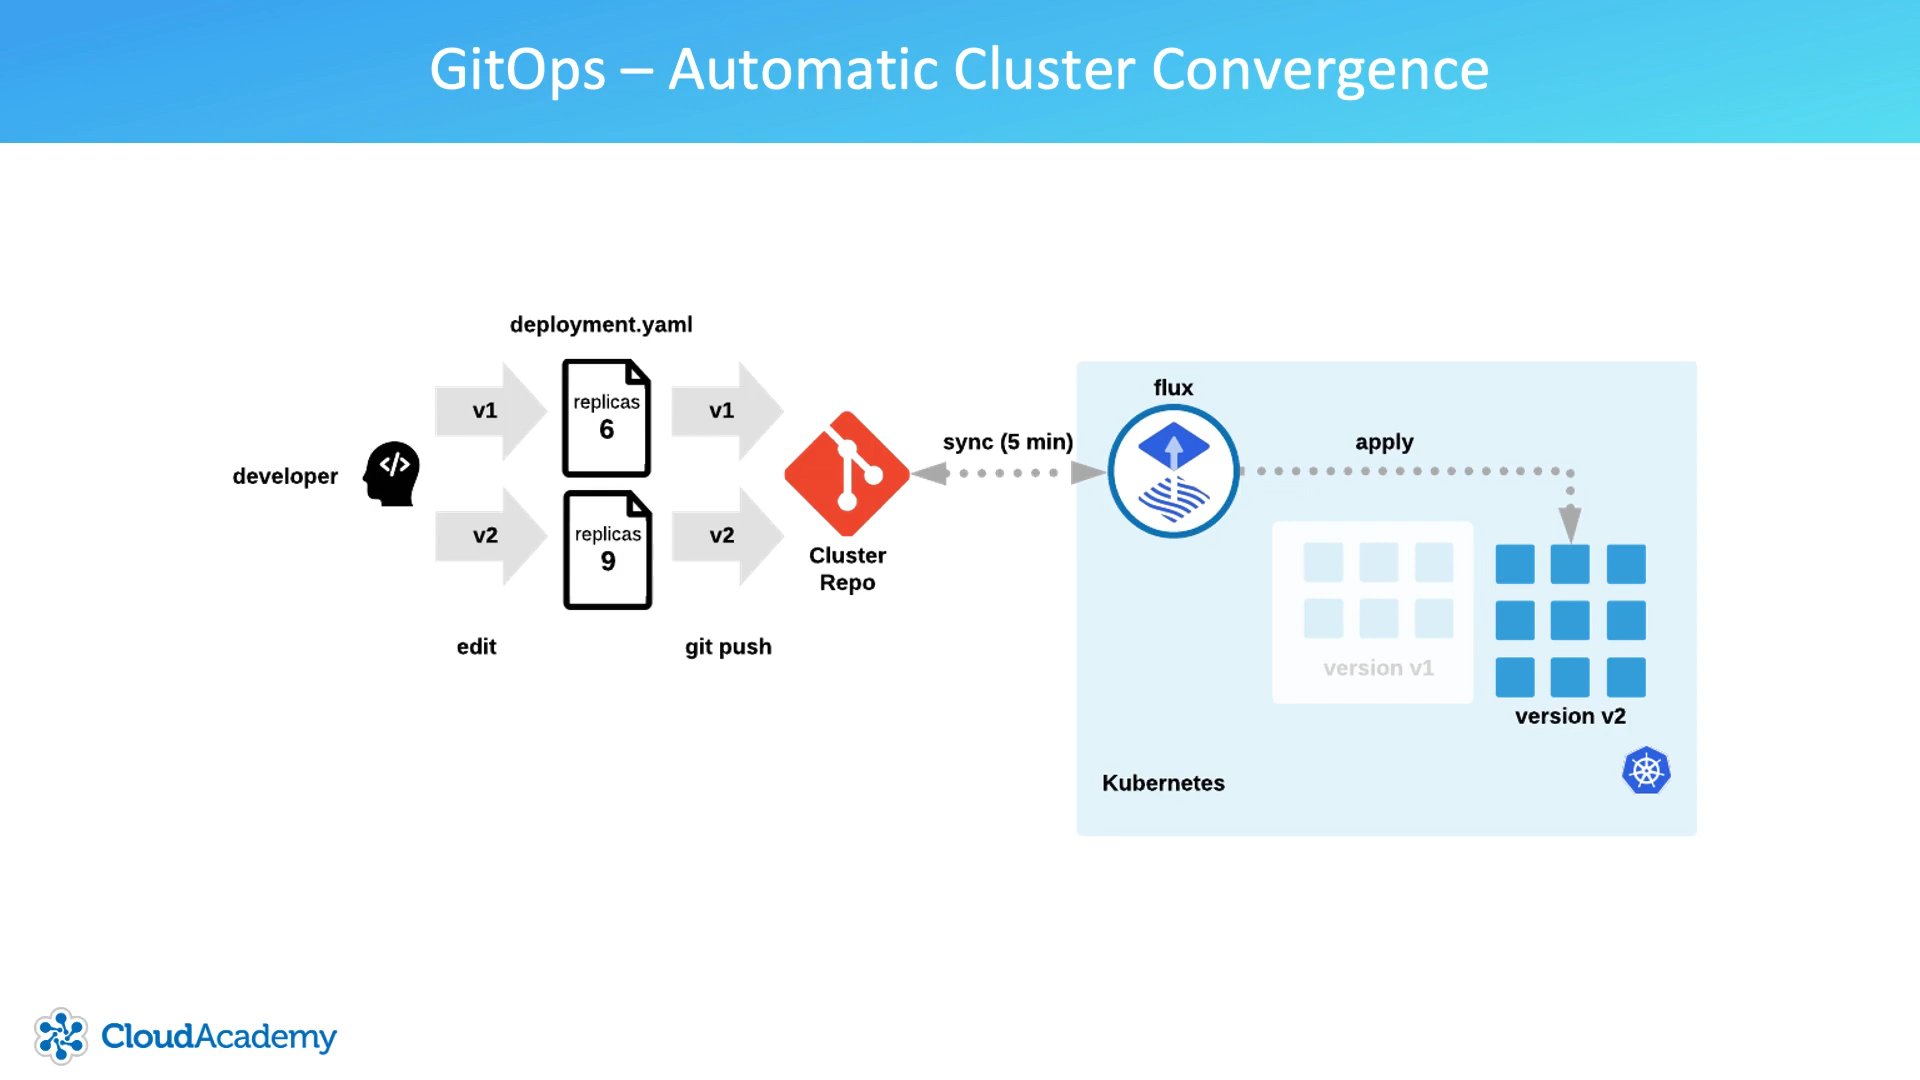 GitOps – Automatic Cluster Convergence
deployment.yaml
developer
</>
v1
v2
replicas
6
replicas
9
v1
v2
edit
git push
Cluster
Repo
sync (5 min)
flux
apply
version v1
version v2
Kubernetes
CloudAcademy